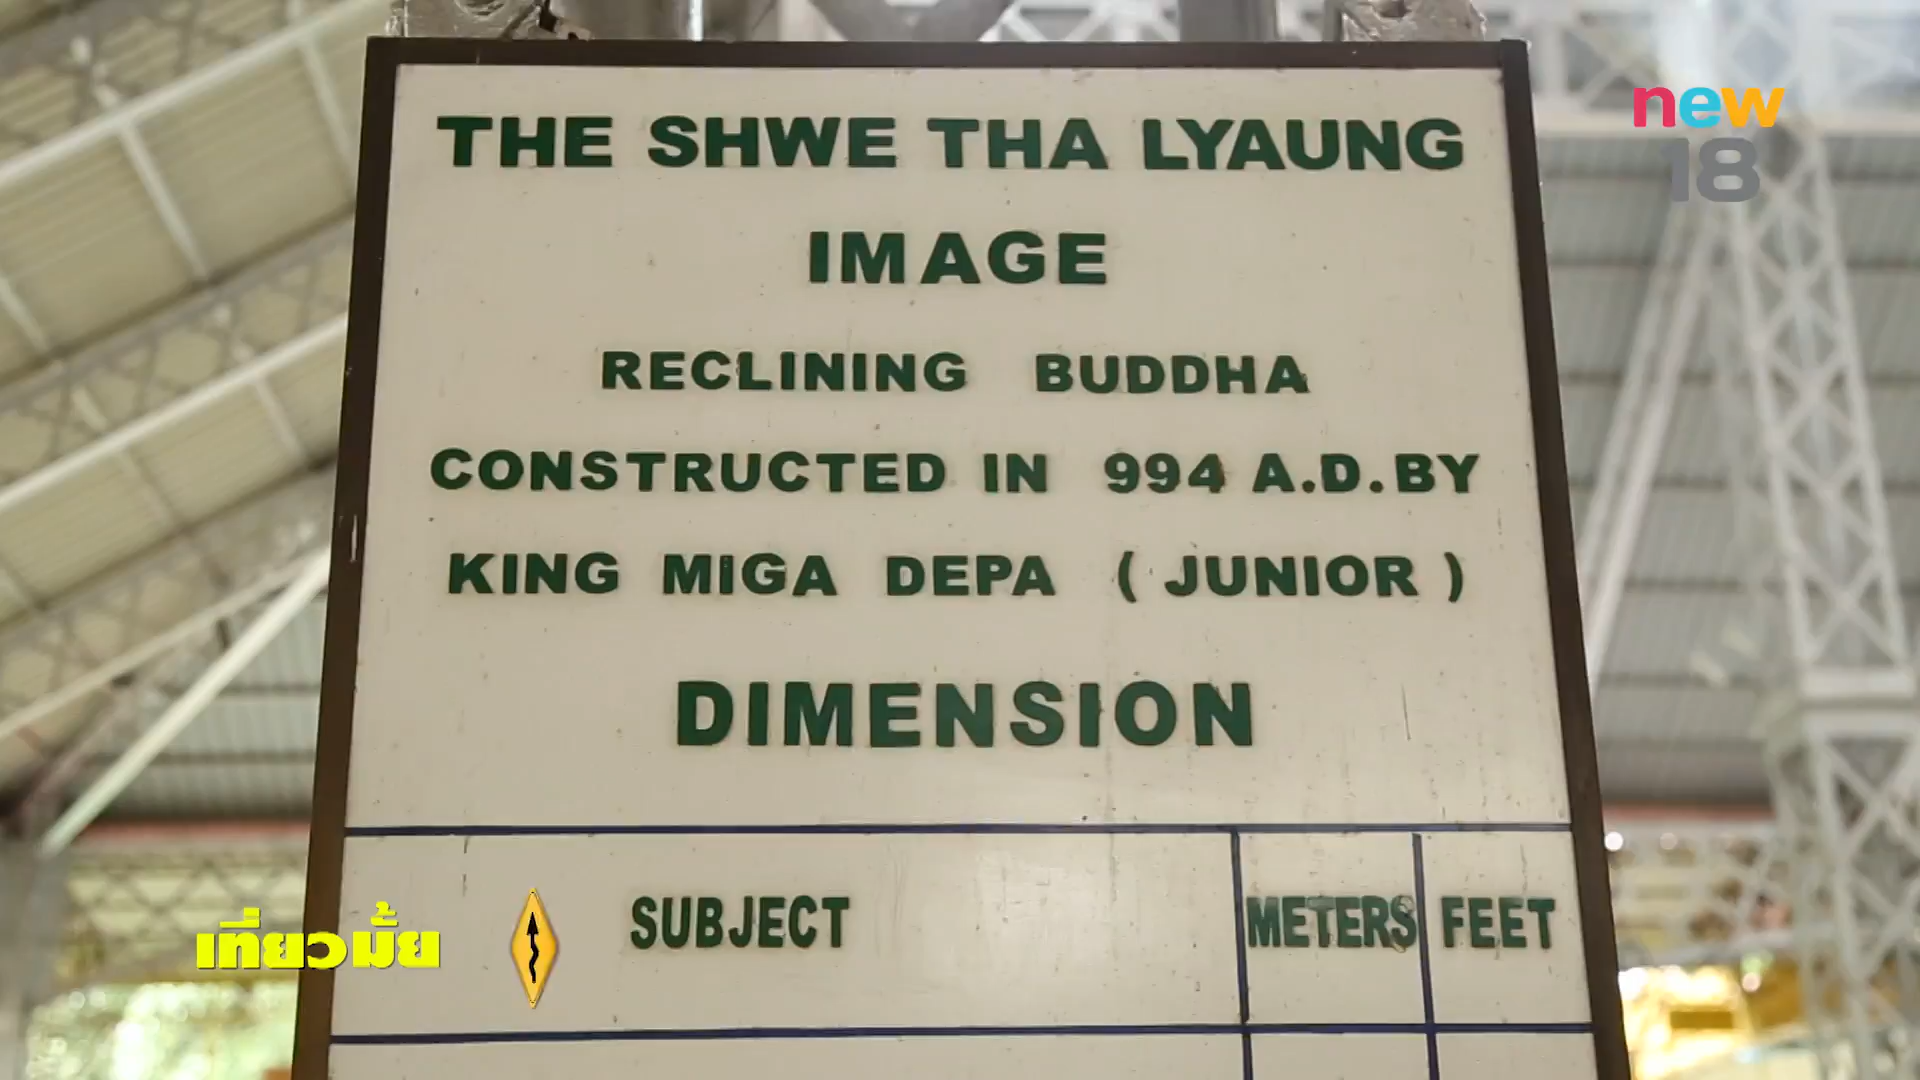 THE SHWE THA LYAUNG
IMAGE
RECLINING BUDDHA
CONSTRUCTED IN 994 A.D.BY
KING MIGA DEPA ( JUNIOR )
DIMENSION
SUBJECT METERS FEET
new
18
เที่ยวมั้ย